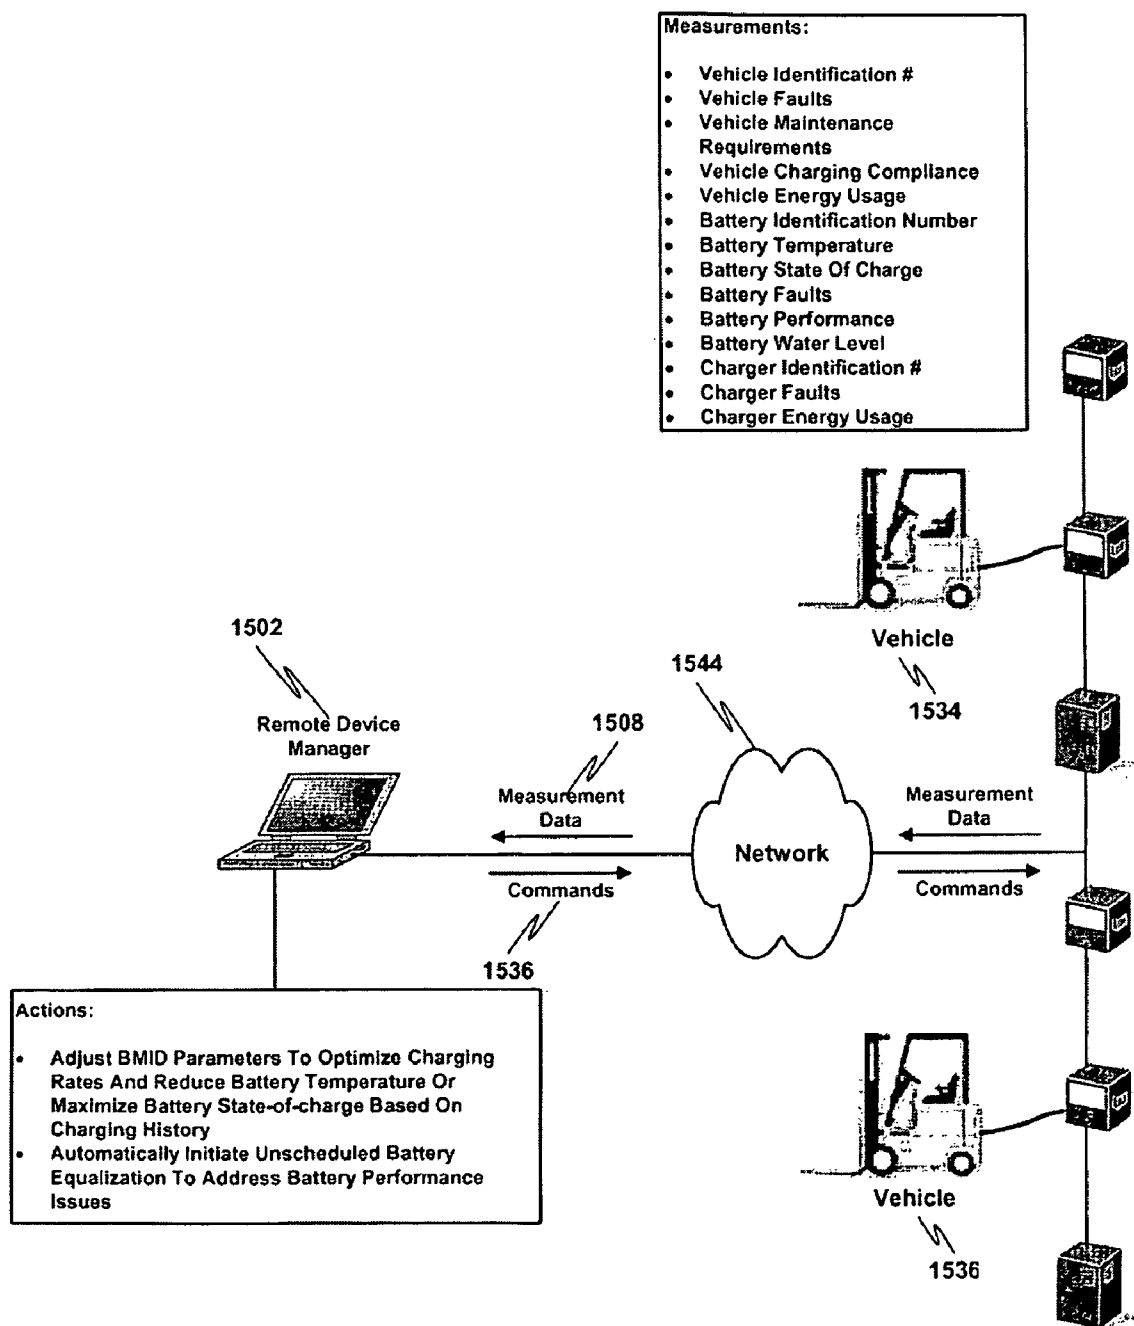 Measurements:
• Vehicle Identification #
• Vehicle Faults
• Vehicle Maintenance
Requirements
• Vehicle Charging Compliance
• Vehicle Energy Usage
• Battery Identification Number
• Battery Temperature
• Battery State Of Charge
• Battery Faults
• Battery Performance
• Battery Water Level
• Charger Identification #
• Charger Faults
• Charger Energy Usage
Vehicle
1534
1502
Remote Device
Manager
1544
1508
Measurement
Data
Commands
1536
Network
Measurement
Data
Commands
Actions:
• Adjust BMID Parameters To Optimize Charging
Rates And Reduce Battery Temperature Or
Maximize Battery State-of-charge Based On
Charging History
• Automatically Initiate Unscheduled Battery
Equalization To Address Battery Performance
Issues
Vehicle
1536